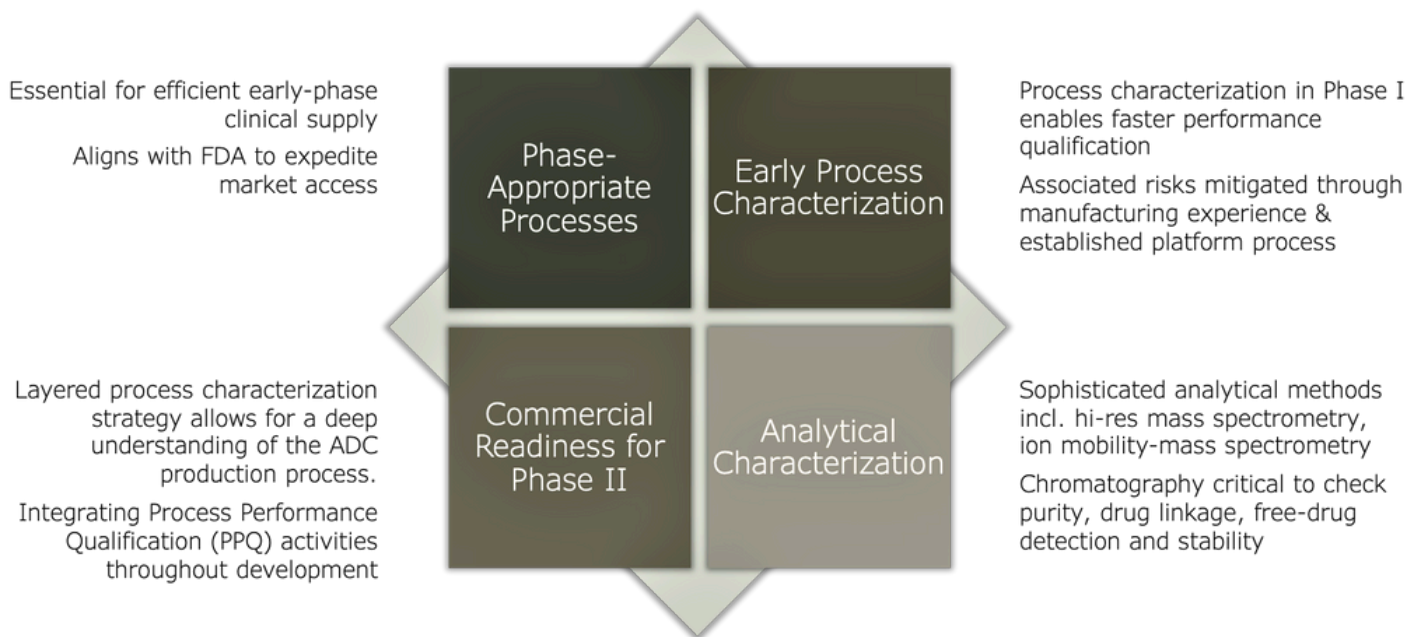 Essential for efficient early-phase
clinical supply
Aligns with FDA to expedite
market access
Phase-
Appropriate
Processes
Early Process
Characterization
Process characterization in Phase I
enables faster performance
qualification
Associated risks mitigated through
manufacturing experience &
established platform process
Layered process characterization
strategy allows for a deep
understanding of the ADC
production process.
Integrating Process Performance
Qualification (PPQ) activities
throughout development
Commercial
Readiness for
Phase II
Analytical
Characterization
Sophisticated analytical methods
incl. hi-res mass spectrometry,
ion mobility-mass spectrometry
Chromatography critical to check
purity, drug linkage, free-drug
detection and stability